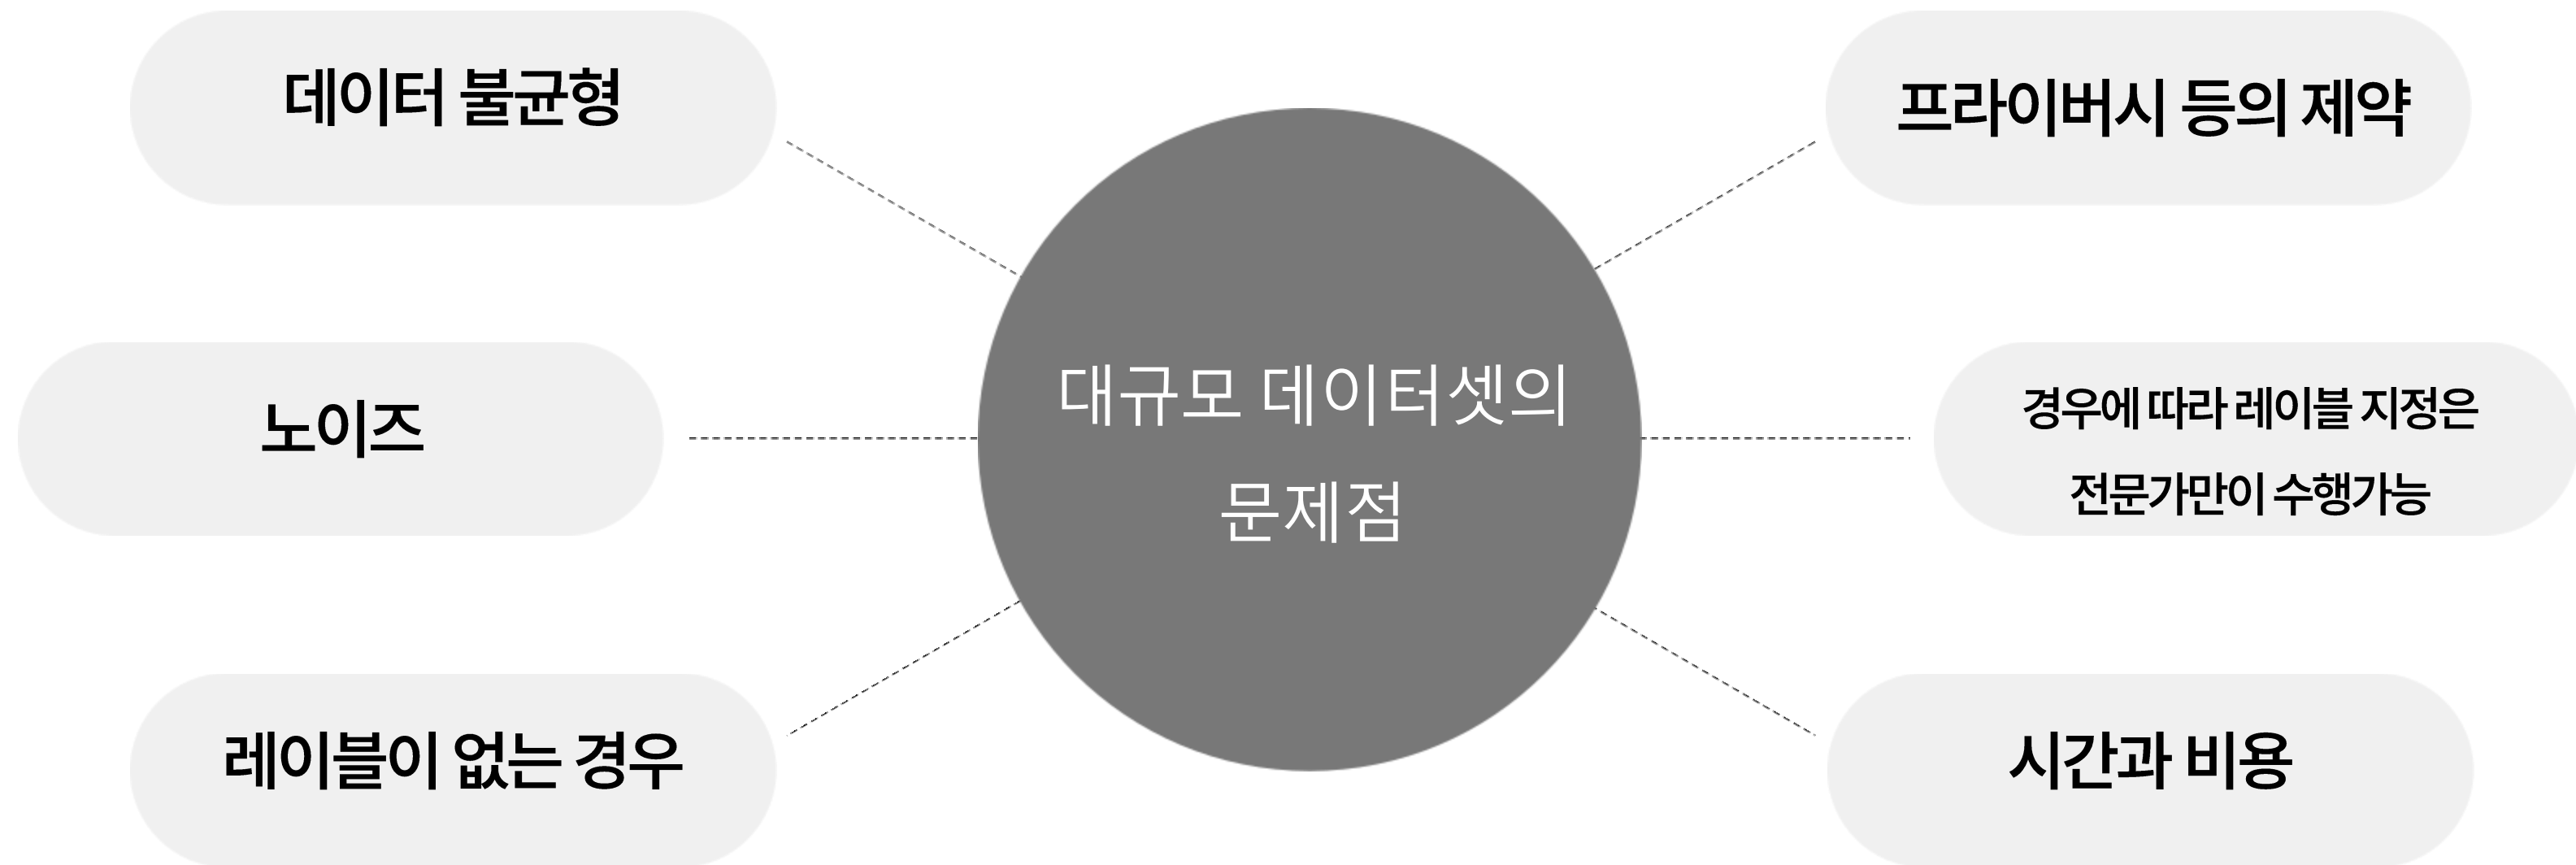 데이터 불균형
프라이버시 등의 제약
대규모 데이터셋의
문제점
노이즈
경우에 따라 레이블 지정은
전문가만이 수행가능
레이블이 없는 경우
시간과 비용